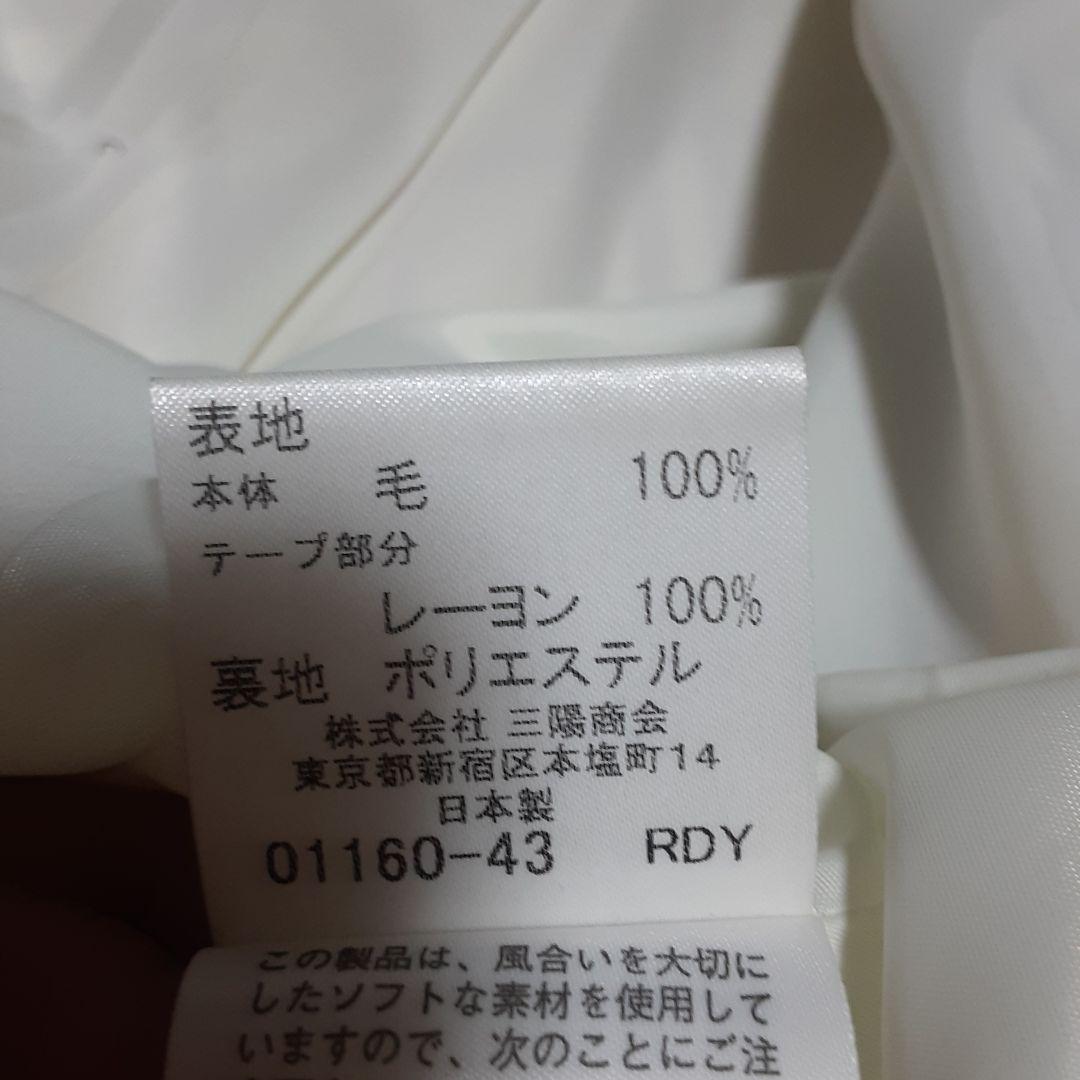 表地
本体 毛 100%
テープ部分
レーヨン 100%
裏地 ポリエステル
株式会社 三陽商会
東京都新宿区本塩町14
日本製
01160-43 RDY
この製品は、風合いを大切に
したソフトな素材を使用して
いますので、次のことにご注